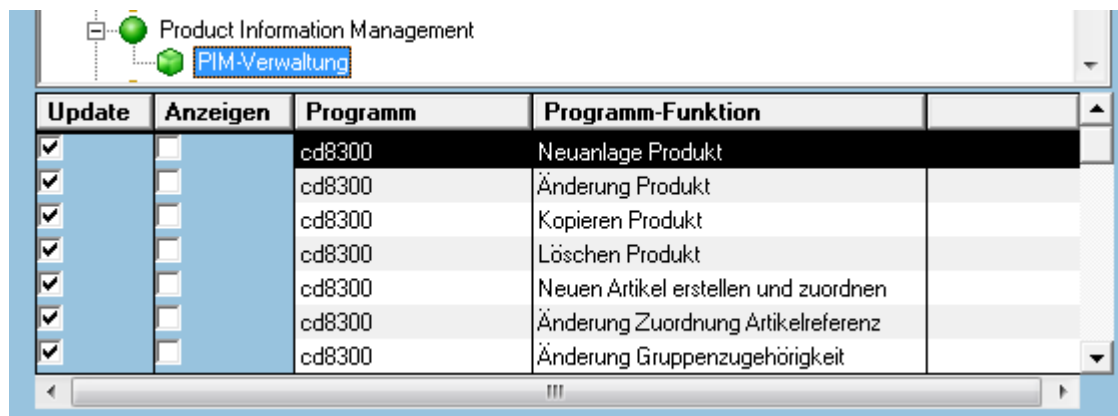 Product Information Management
PIM-Verwaltung
Update Anzeigen Programm Programm-Funktion
cd8300 Neuanlage Produkt
cd8300 Änderung Produkt
cd8300 Kopieren Produkt
cd8300 Löschen Produkt
cd8300 Neuen Artikel erstellen und zuordnen
cd8300 Änderung Zuordnung Artikelreferenz
cd8300 Änderung Gruppenzugehörigkeit